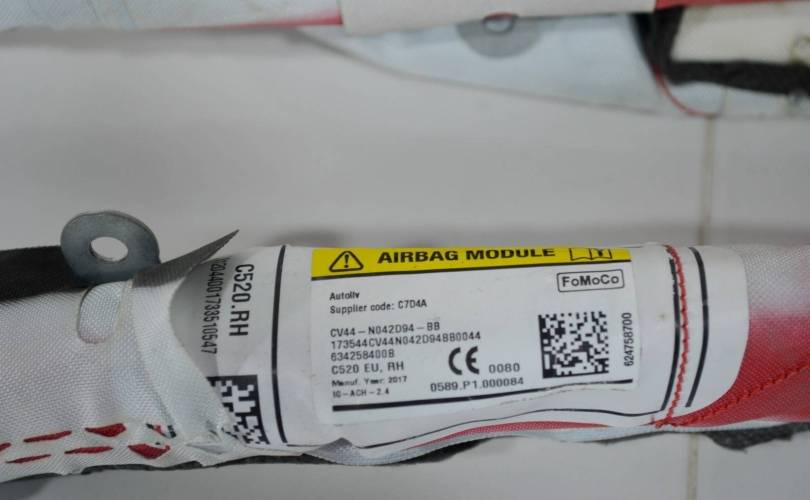 AIRBAG MODULE
FoMoCo
Autoliv
Supplier code: C7D4A
CV44-N042D94-BB
173544CV44N042D94BB0044
634258400B
C520 EU, RH
Manuf. Year: 2017
IG-ACH-2.4
CE 0080
0589.P1.000084
624758700
C520.RH